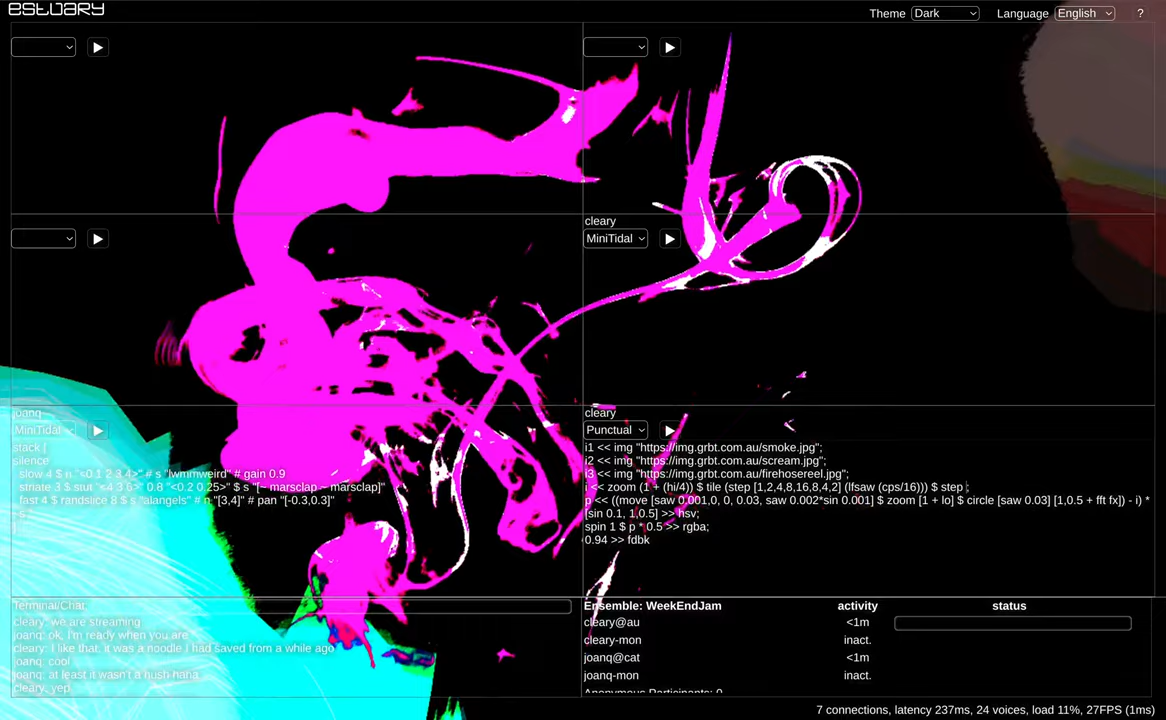 estuary
Theme Dark Language English ?
cleary
MiniTidal
joanq
MiniTidal
stack [
silence
slow 4 $ n "<0 1 2 3 4>" # s "lwmmweird" # gain 0.9
striate 3 $ stut "<4 3 6>" 0.8 "<0.2 0.25>" $ s "[~ marsclap ~ marsclap]"
fast 4 $ randslice 8 $ s "alangels" # n "[3,4]" # pan "[-0.3,0.3]"
cleary
Punctual
i1 << img "https://img.grbt.com.au/smoke.jpg";
i2 << img "https://img.grbt.com.au/scream.jpg";
i3 << img "https://img.grbt.com.au/firehosereel.jpg";
i << zoom (1 + (hi/4)) $ tile (step [1,2,4,8,16,8,4,2] (lfsaw (cps/16))) $ step ;
p << ((move [saw 0.001,0, 0, 0.03, saw 0.002*sin 0.001] $ zoom [1 + lo] $ circle [saw 0.03] [1,0.5 + fft fx]) - i) *
[sin 0.1, 1,0.5] >> hsv;
spin 1 $ p * 0.5 >> rgba;
0.94 >> fdbk
Terminal/Chat:
cleary: we are streaming
joanq: ok, I'm ready when you are
cleary: I like that, it was a noodle I had saved from a while ago
joanq: cool
joanq: at least it wasn't a hush haha
cleary: yep
Ensemble: WeekEndJam activity status
cleary@au <1m
cleary-mon inact.
joanq@cat <1m
joanq-mon inact.
Anonymous Participants: 0
7 connections, latency 237ms, 24 voices, load 11%, 27FPS (1ms)